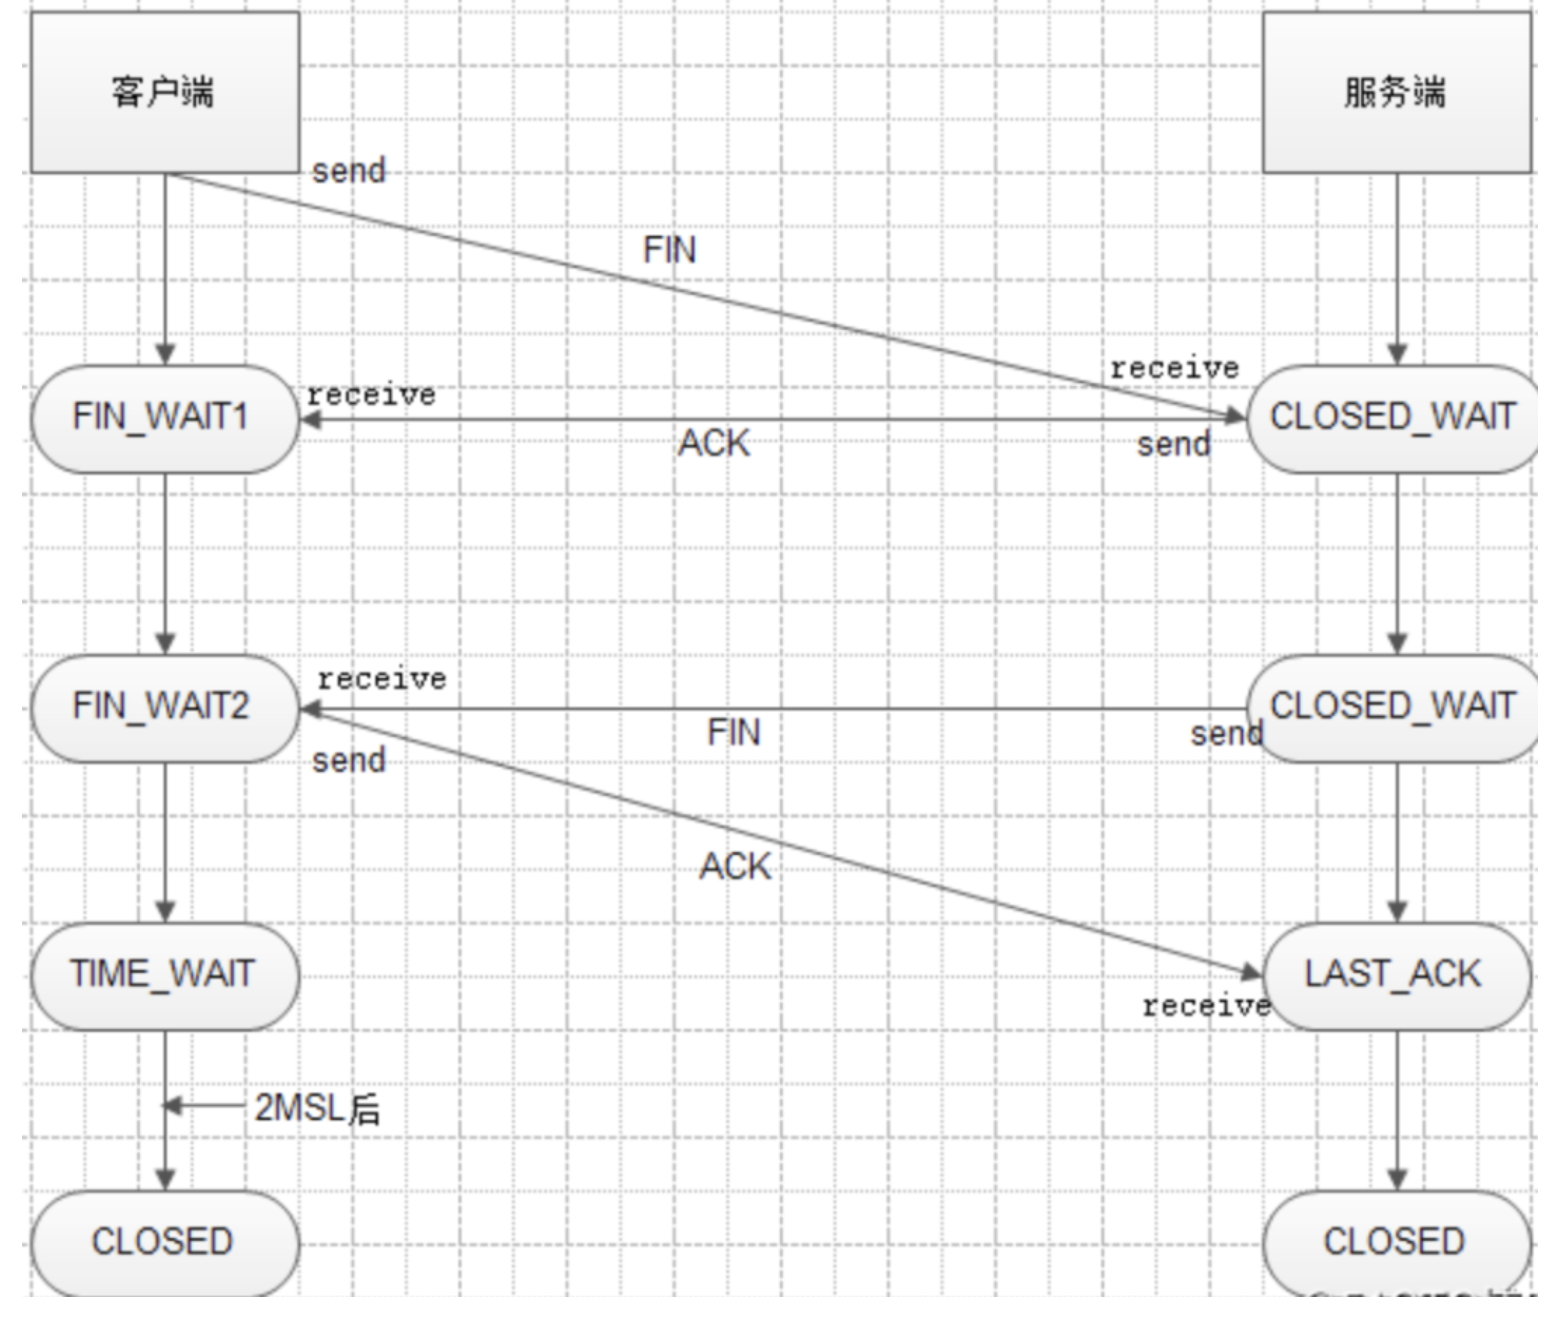 客户端
服务端
send
FIN
receive
receive
FIN_WAIT1
CLOSED_WAIT
ACK
send
receive
FIN_WAIT2
CLOSED_WAIT
FIN
send
send
ACK
TIME_WAIT
LAST_ACK
receive
2MSL后
CLOSED
CLOSED